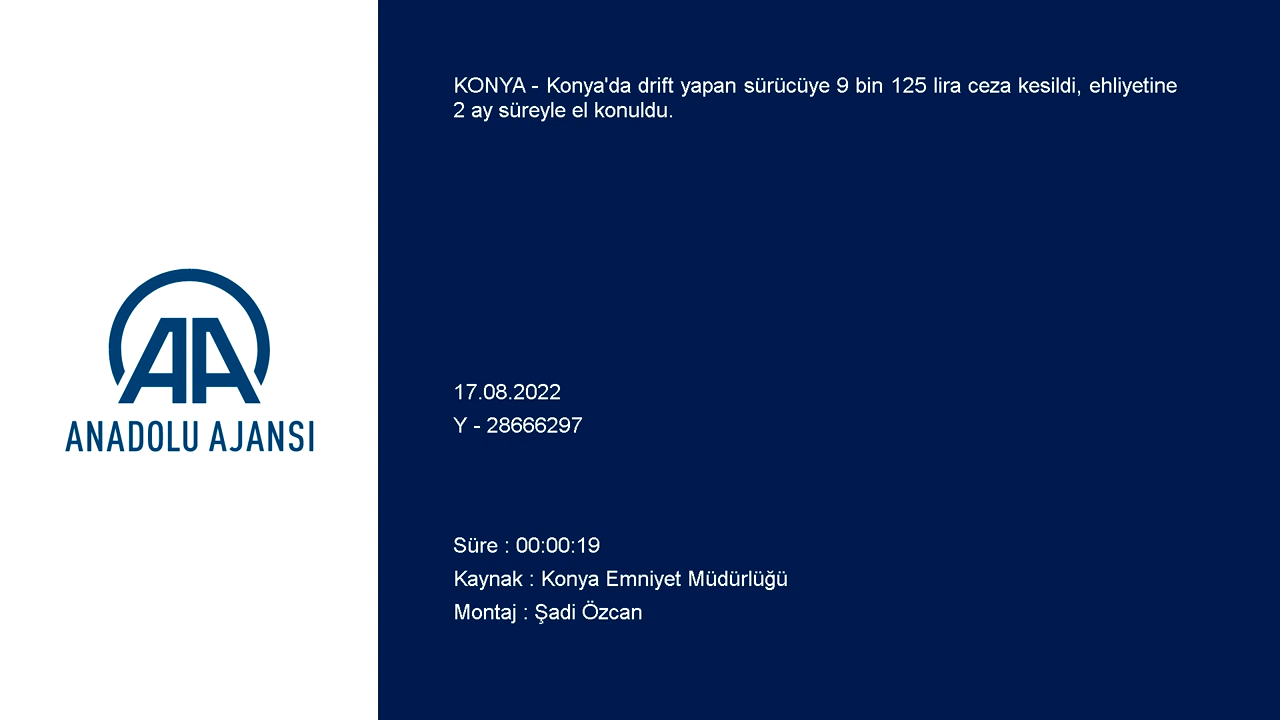 KONYA - Konya'da drift yapan sürücüye 9 bin 125 lira ceza kesildi, ehliyetine
2 ay süreyle el konuldu.
AA
ANADOLU AJANSI
17.08.2022
Y - 28666297
Süre : 00:00:19
Kaynak : Konya Emniyet Müdürlüğü
Montaj : Şadi Özcan